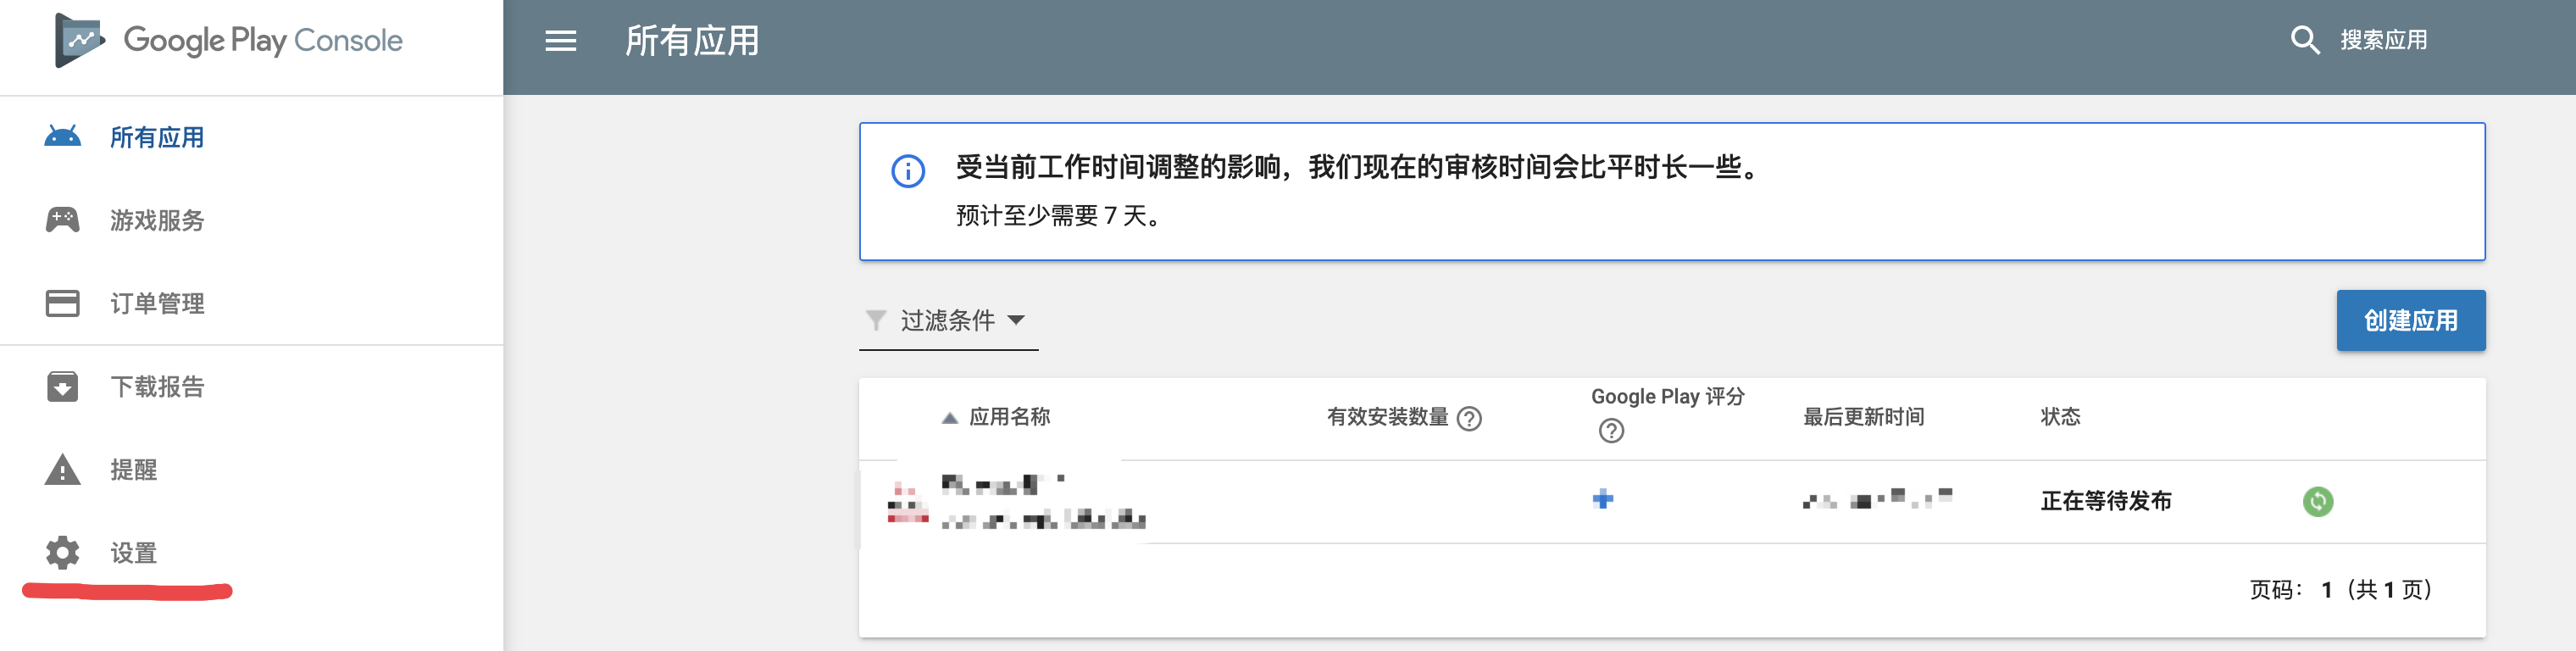 Google Play Console
所有应用
搜索应用
所有应用
游戏服务
订单管理
下载报告
提醒
设置
受当前工作时间调整的影响，我们现在的审核时间会比平时长一些。
预计至少需要 7 天。
过滤条件
创建应用
应用名称
有效安装数量
Google Play 评分
最后更新时间
状态
正在等待发布
页码： 1（共 1 页）